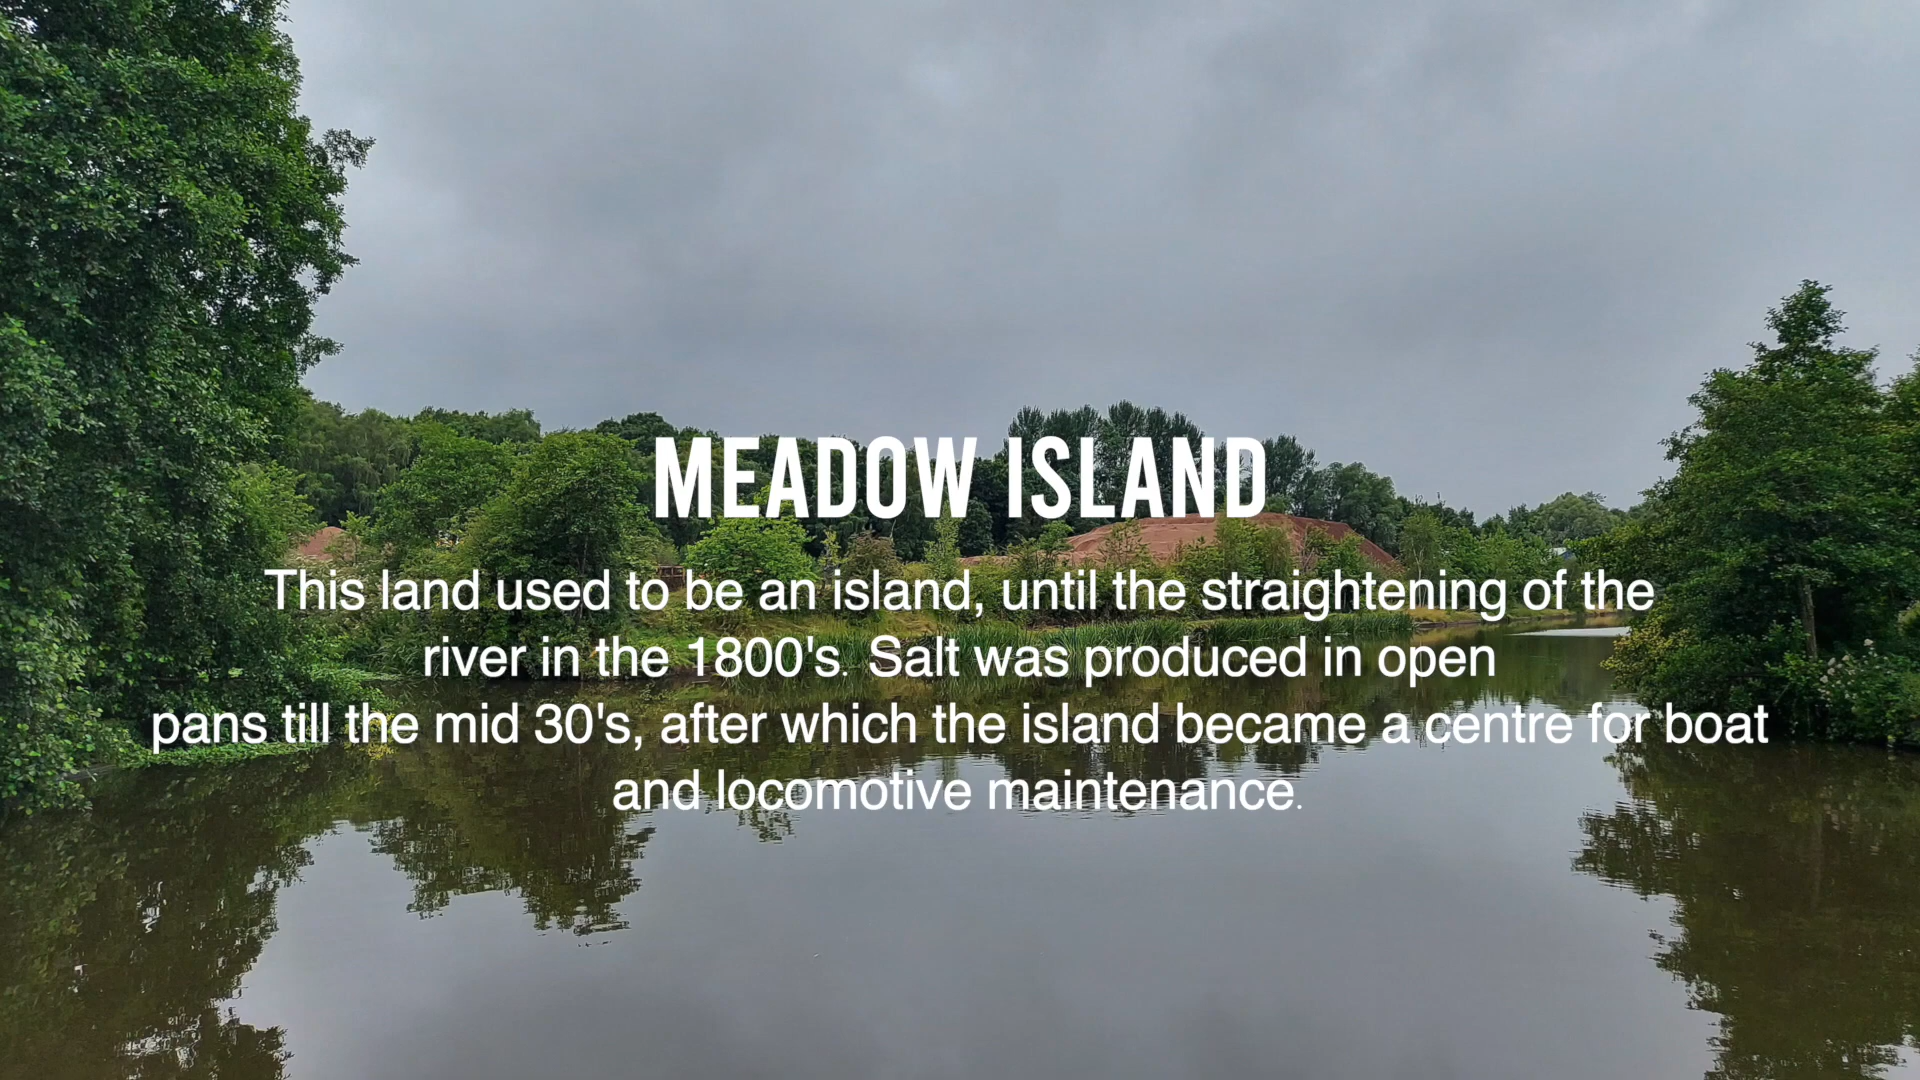 MEADOW ISLAND
This land used to be an island, until the straightening of the
river in the 1800's. Salt was produced in open
pans till the mid 30's, after which the island became a centre for boat
and locomotive maintenance.